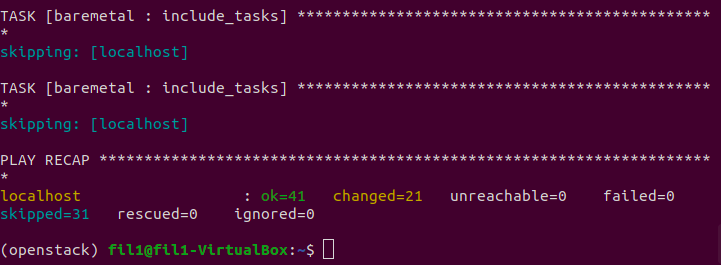 TASK [baremetal : include_tasks] **********************************************
*
skipping: [localhost]
TASK [baremetal : include_tasks] **********************************************
*
skipping: [localhost]
PLAY RECAP ********************************************************************
*
localhost                  : ok=41   changed=21   unreachable=0    failed=0
skipped=31   rescued=0    ignored=0
(openstack) fil1@fil1-VirtualBox:~$